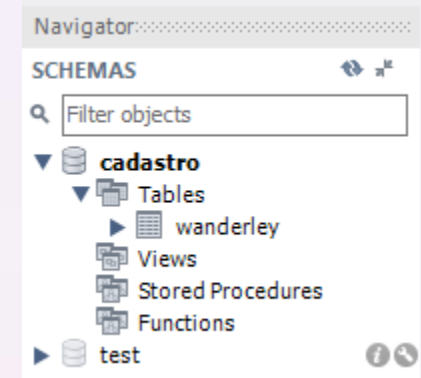 Navigator
SCHEMAS
Filter objects
cadastro
Tables
wanderley
Views
Stored Procedures
Functions
test